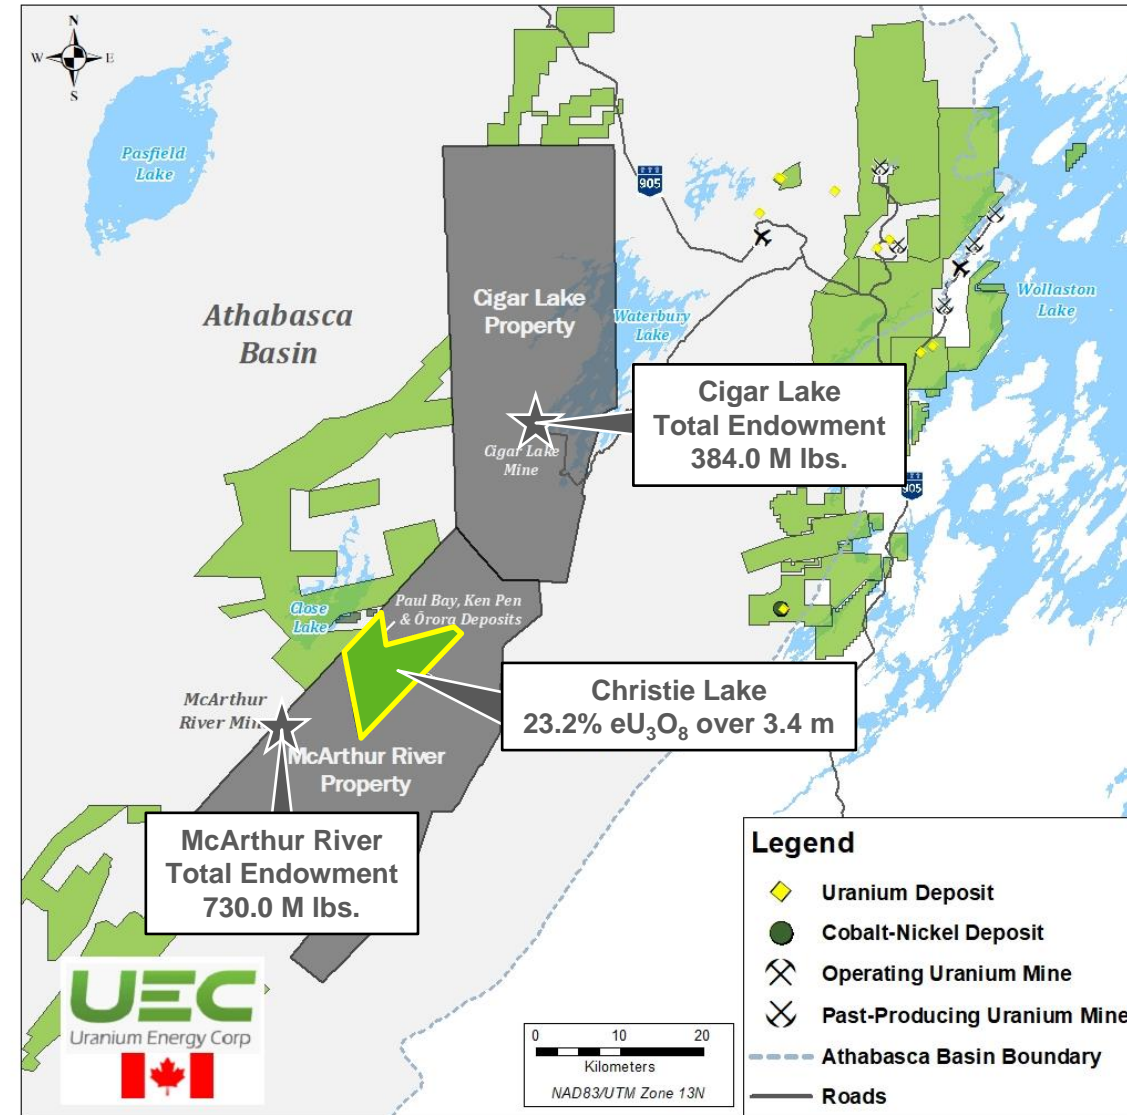 N
W
E
S
Pasfield
Lake
905
Athabasca
Basin
Cigar Lake
Property
Waterbury
Lake
Wollaston
Lake
Cigar Lake
Total Endowment
384.0 M lbs.
Cigar Lake
Mine
905
Paul Bay, Ken Pen
& Ōrora Deposits
Close
Lake
Christie Lake
23.2% eU₃O₈ over 3.4 m
McArthur
River Min
McArthur River
Property
McArthur River
Total Endowment
730.0 M lbs.
Legend
Uranium Deposit
Cobalt-Nickel Deposit
Operating Uranium Mine
Past-Producing Uranium Mine
Athabasca Basin Boundary
Roads
UEC
Uranium Energy Corp
0 10 20
Kilometers
NAD83/UTM Zone 13N